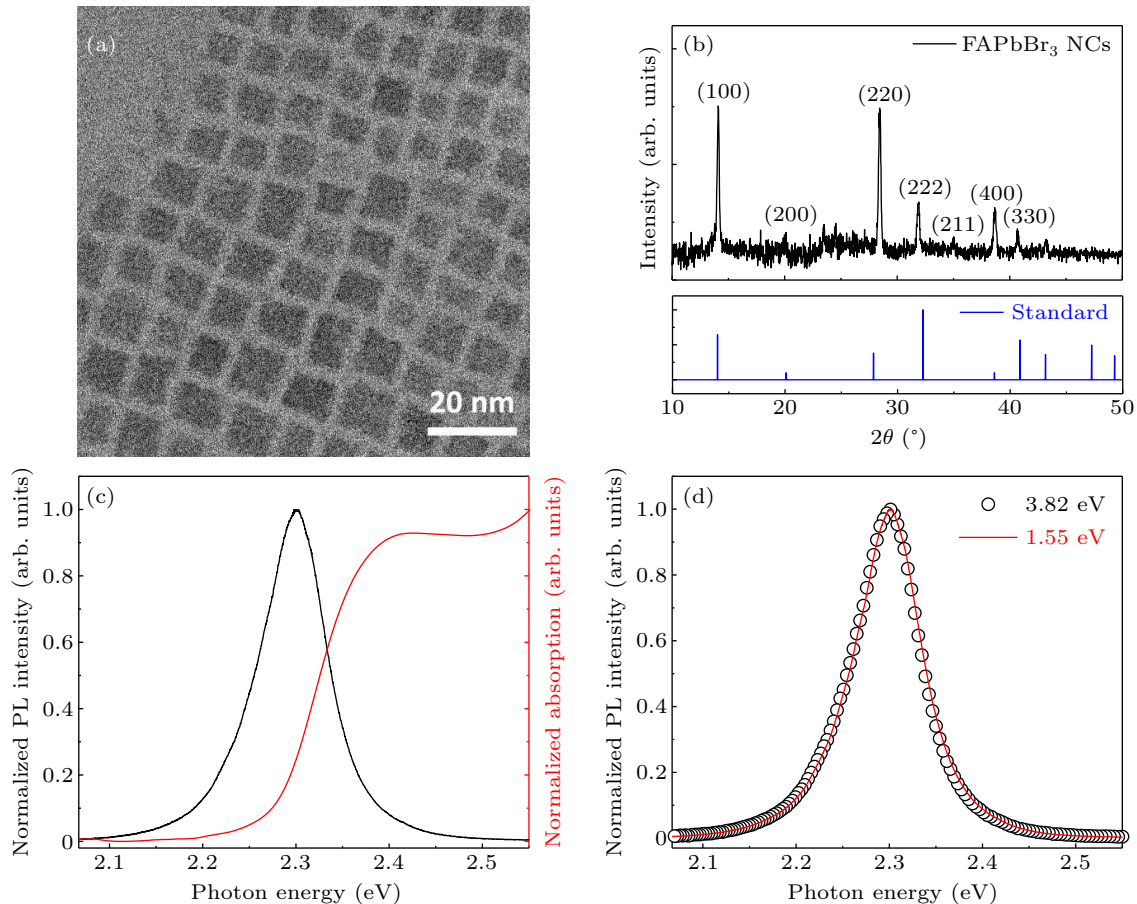 (a)
20 nm
(b)
FAPbBr₃ NCs
(100)
(200)
(220)
(222)
(211)
(400)
(330)
Intensity (arb. units)
Standard
10 20 30 40 50
2θ (°)
(c)
Normalized PL intensity (arb. units)
1.0
0.8
0.6
0.4
0.2
0
2.1 2.2 2.3 2.4 2.5
Photon energy (eV)
Normalized absorption (arb. units)
(d)
3.82 eV
1.55 eV
Normalized PL intensity (arb. units)
1.0
0.8
0.6
0.4
0.2
0
2.1 2.2 2.3 2.4 2.5
Photon energy (eV)